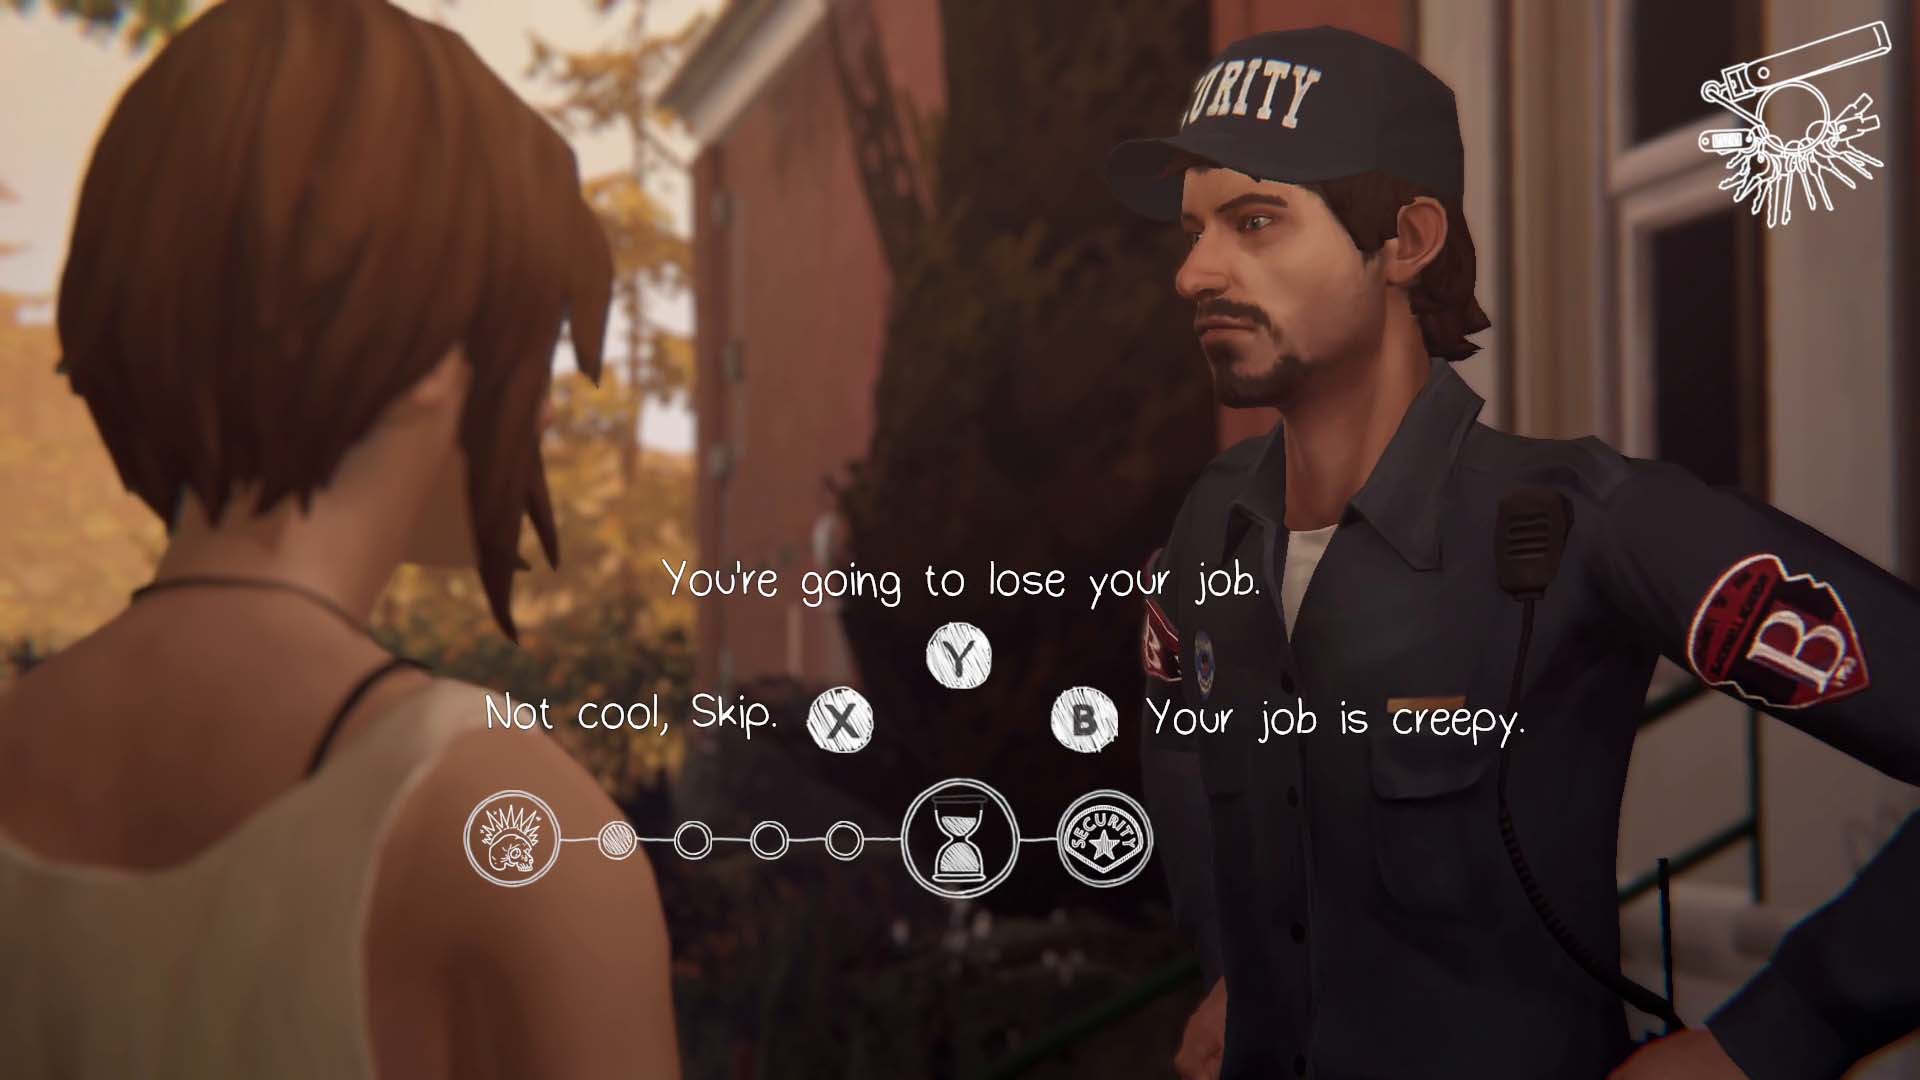 URITY
You're going to lose your job.
Y
Not cool, Skip.
X
B
Your job is creepy.
SECURITY
B